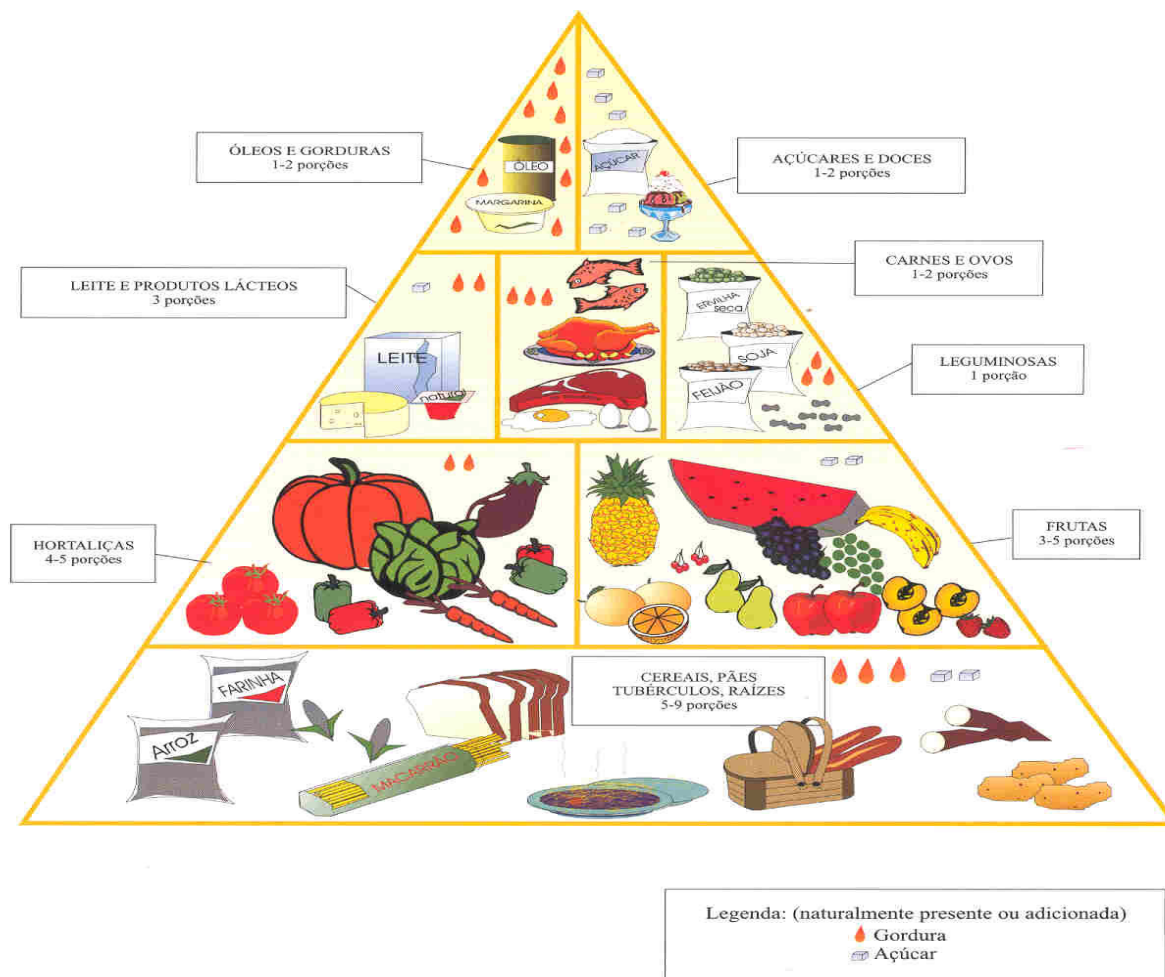 ÓLEOS E GORDURAS
1-2 porções
AÇÚCARES E DOCES
1-2 porções
ÓLEO
MARGARINA
AÇÚCAR
LEITE E PRODUTOS LÁCTEOS
3 porções
CARNES E OVOS
1-2 porções
LEGUMINOSAS
1 porção
LEITE
natural
ERVILHA
seca
SOJA
FEIJÃO
HORTALIÇAS
4-5 porções
FRUTAS
3-5 porções
CEREAIS, PÃES
TUBÉRCULOS, RAÍZES
5-9 porções
FARINHA
Arroz
MACARRÃO
Legenda: (naturalmente presente ou adicionada)
Gordura
Açúcar